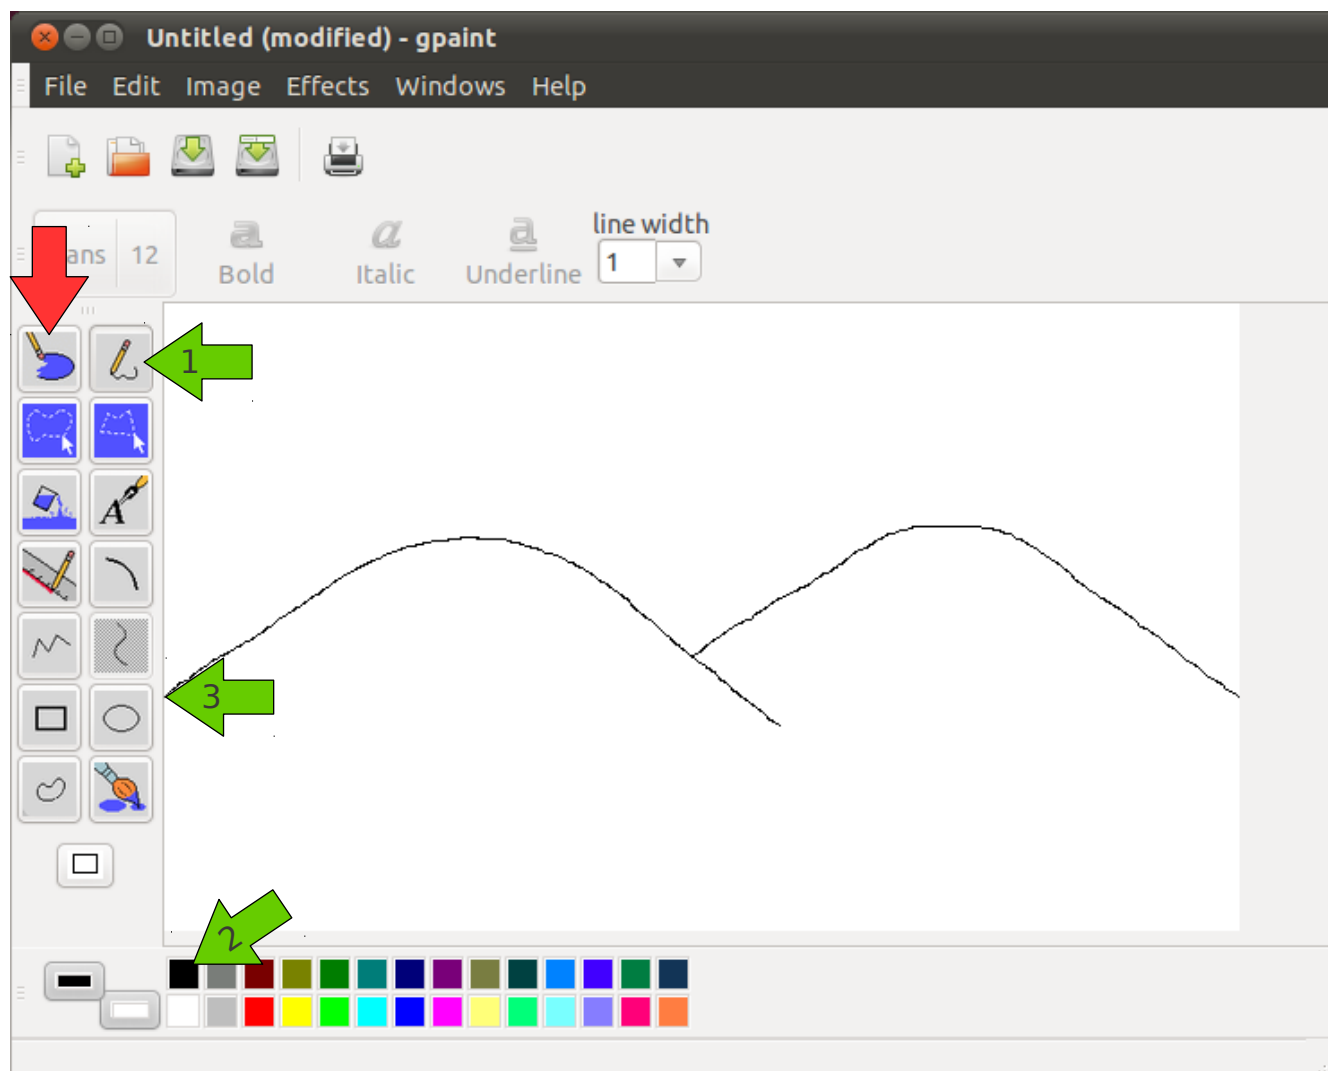 Untitled (modified) - gpaint
File Edit Image Effects Windows Help
line width
ans 12 Bold Italic Underline 1
1
3
2